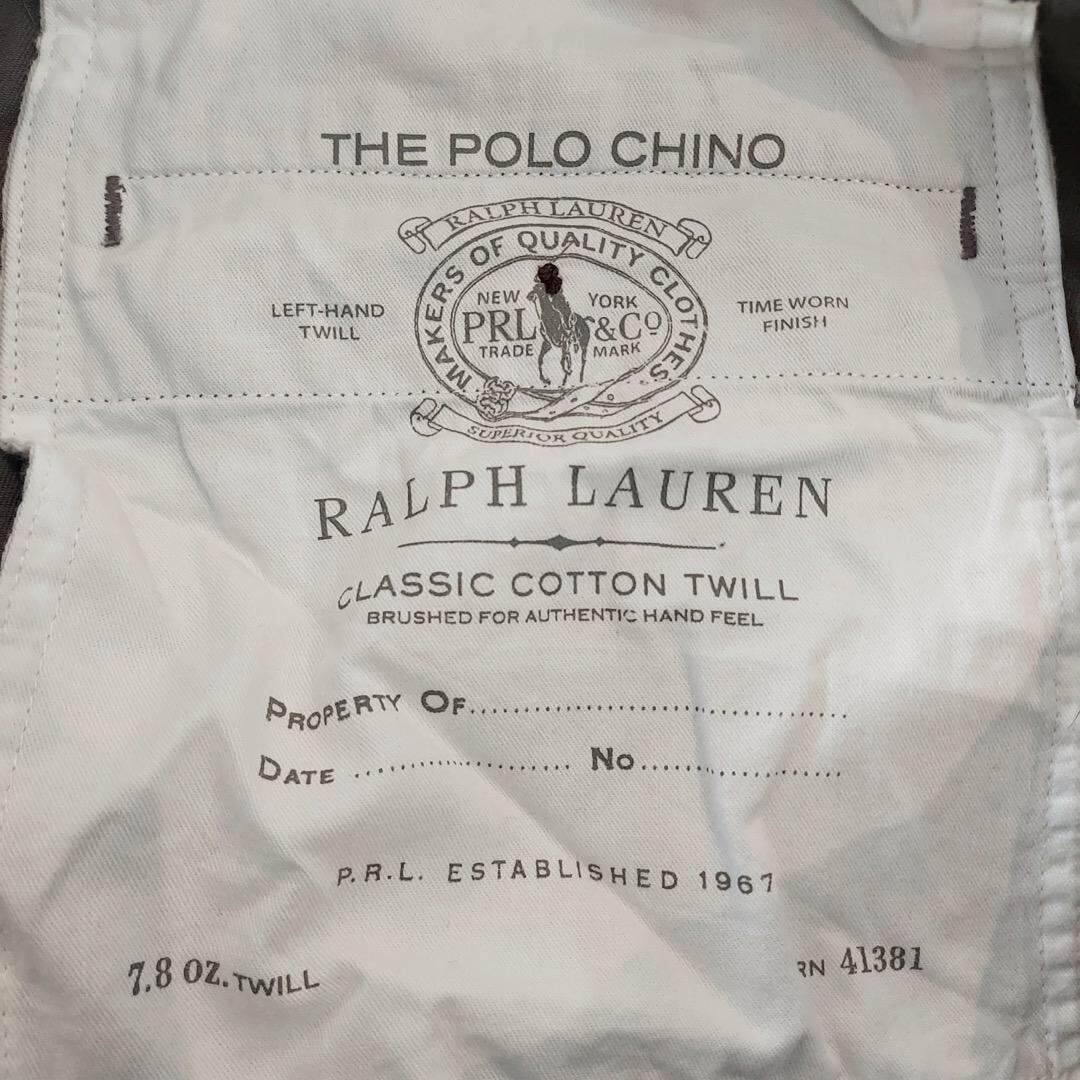 THE POLO CHINO
RALPH LAUREN
MAKERS OF QUALITY CLOTHES
LEFT-HAND
TWILL
NEW YORK
PRL & Cº
TRADE MARK
TIME WORN
FINISH
SUPERIOR QUALITY
RALPH LAUREN
CLASSIC COTTON TWILL
BRUSHED FOR AUTHENTIC HAND FEEL
PROPERTY OF
DATE No
P.R.L. ESTABLISHED 1967
7.8 OZ. TWILL
RN 41381